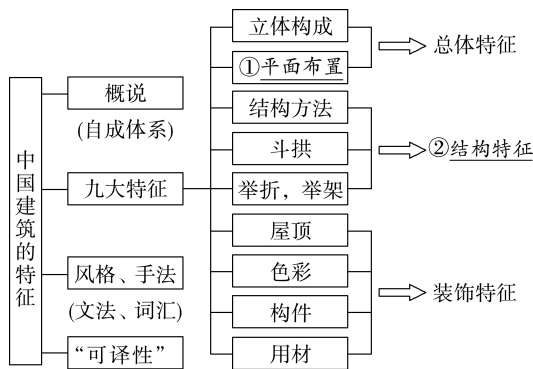 中国建筑的特征
概说
(自成体系)
九大特征
风格、手法
(文法、词汇)
“可译性”
立体构成
①平面布置
结构方法
斗拱
举折，举架
屋顶
色彩
构件
用材
总体特征
②结构特征
装饰特征